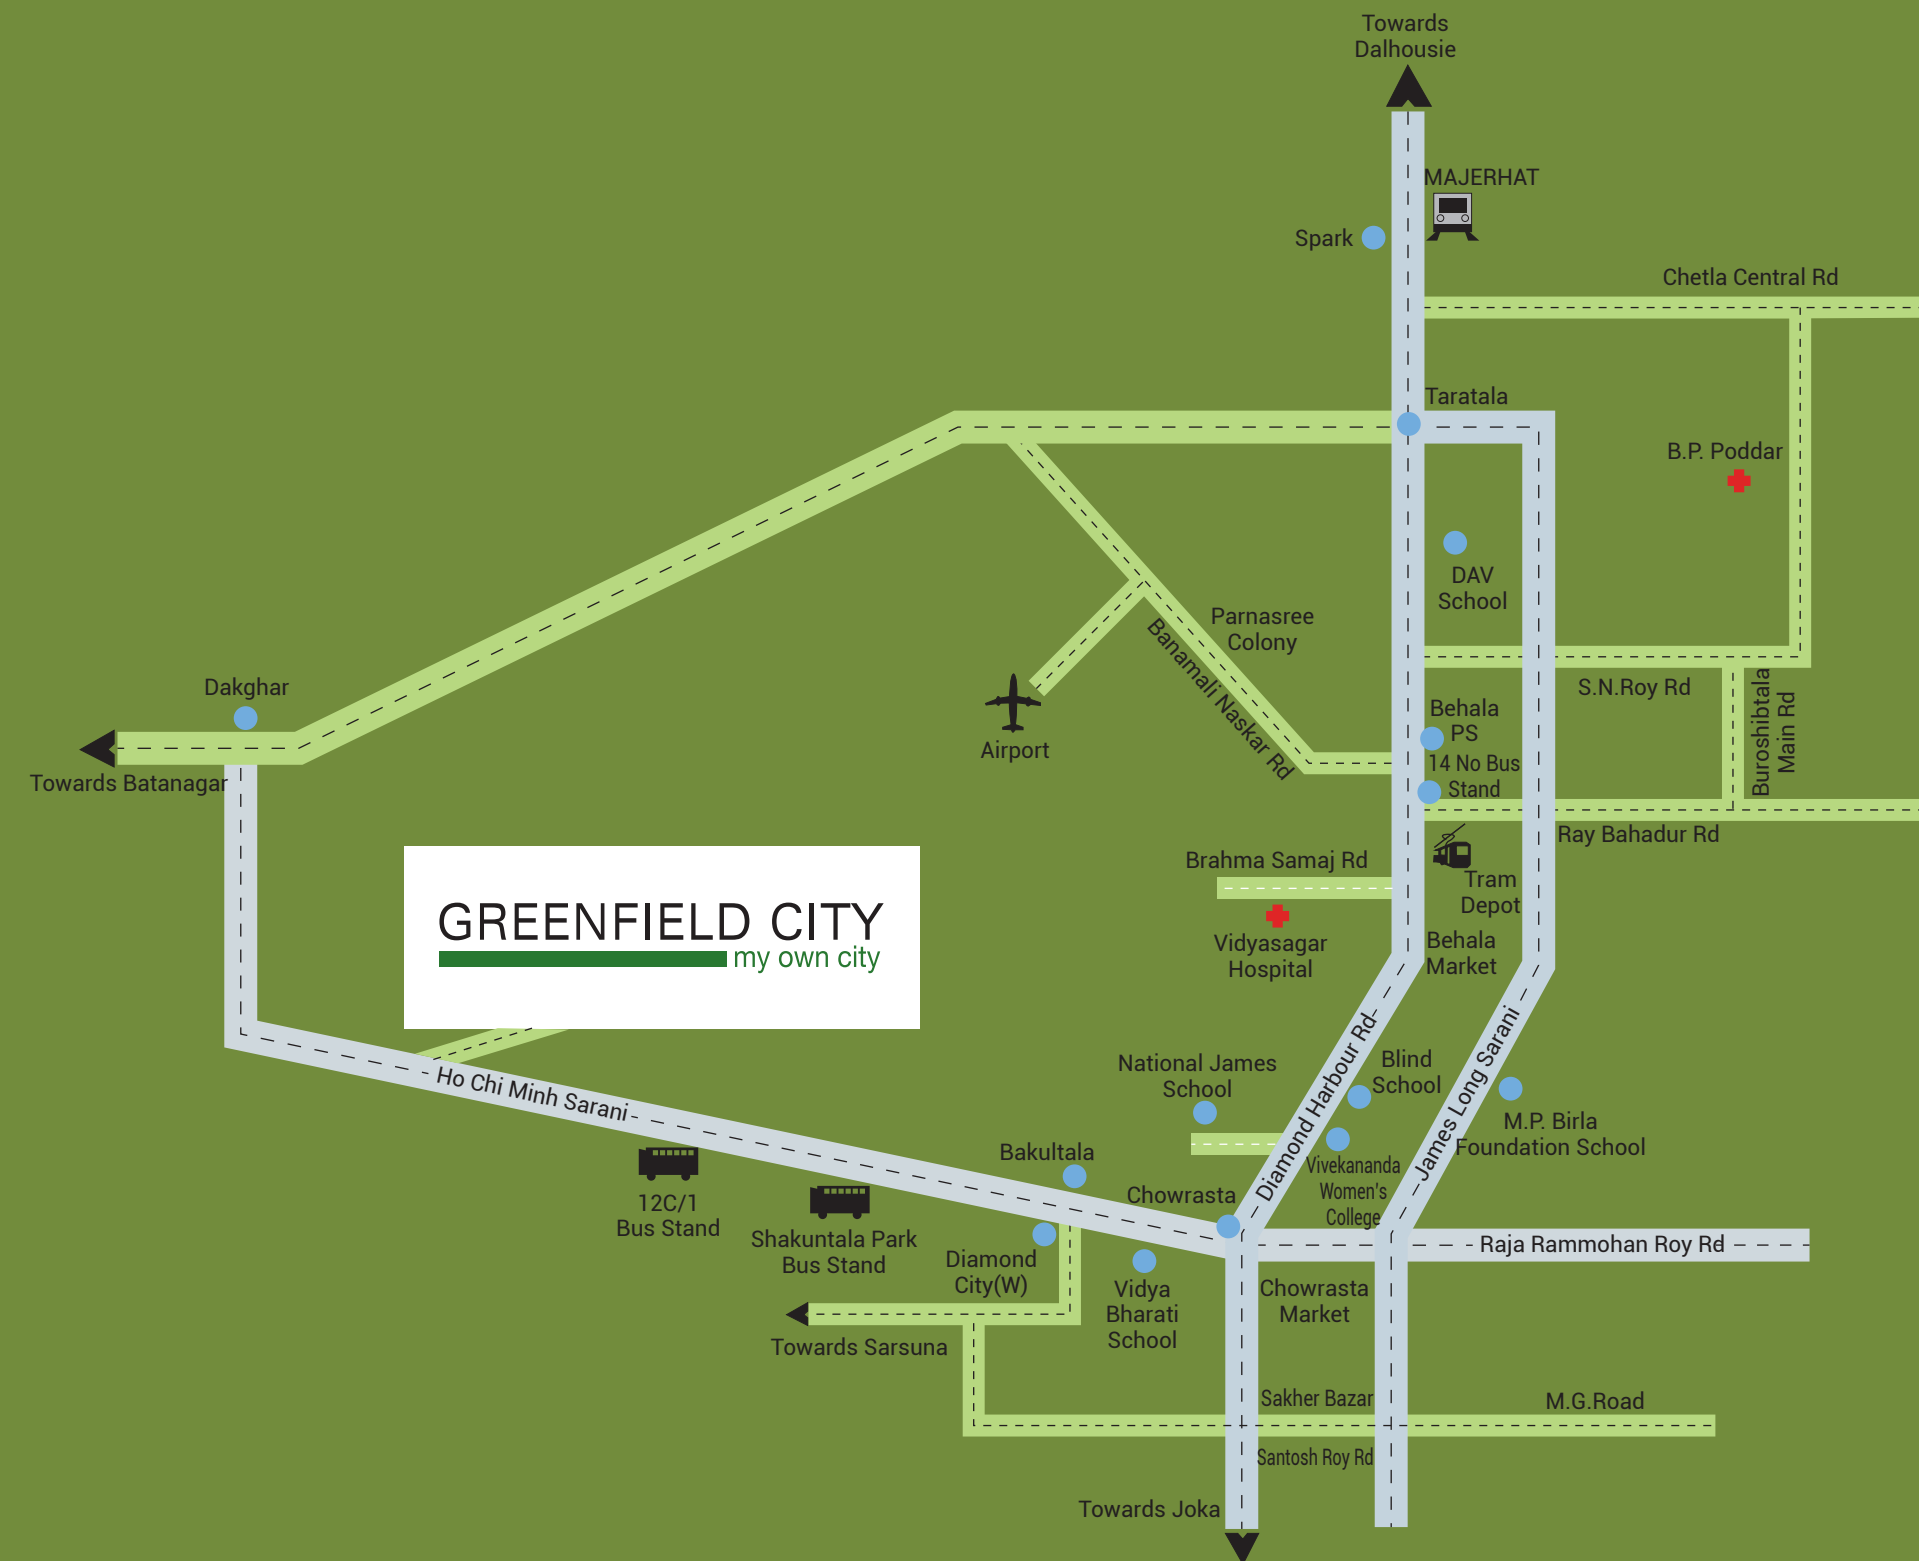 Towards
Dalhousie
MAJERHAT
Spark
Chetla Central Rd
Taratala
B.P. Poddar
DAV
School
Parnasree
Colony
Banamali Naskar Rd
Airport
Dakghar
Towards Batanagar
S.N.Roy Rd
Buroshibtala
Main Rd
Behala
PS
14 No Bus
Stand
Ray Bahadur Rd
Brahma Samaj Rd
Tram
Depot
Vidyasagar
Hospital
Behala
Market
GREENFIELD CITY
my own city
Ho Chi Minh Sarani
National James
School
Diamond Harbour Rd
Blind
School
James Long Sarani
M.P. Birla
Foundation School
Vivekananda
Women's
College
Bakultala
Chowrasta
12C/1
Bus Stand
Shakuntala Park
Bus Stand
Diamond
City(W)
Vidya
Bharati
School
Raja Rammohan Roy Rd
Chowrasta
Market
Towards Sarsuna
Sakher Bazar
M.G.Road
Santosh Roy Rd
Towards Joka